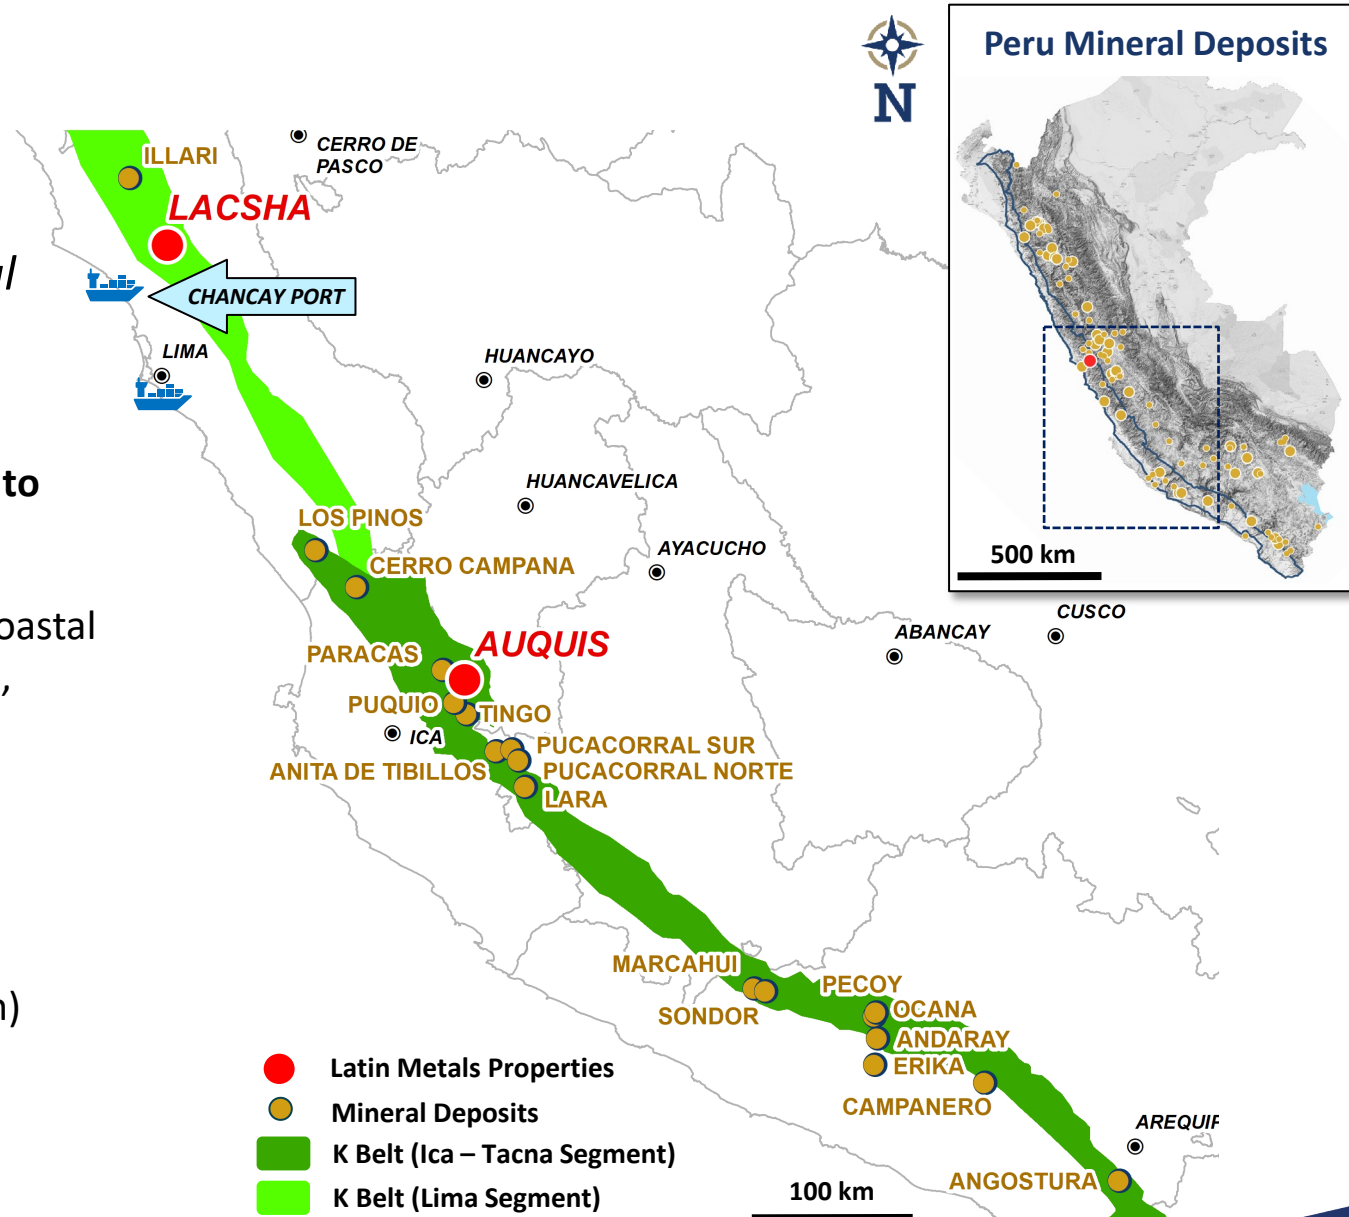 N
Peru Mineral Deposits
500 km
CERRO DE
PASCO
ILLARI
LACSHA
CHANCAY PORT
LIMA
HUANCAYO
HUANCAVELICA
to
LOS PINOS
AYACUCHO
CERRO CAMPANA
CUSCO
ABANCAY
oastal
AUQUIS
PARACAS
,
PUQUIO
TINGO
ICA
PUCACORRAL SUR
ANITA DE TIBILLOS
PUCACORRAL NORTE
LARA
MARCAHUI
PECOY
SONDOR
OCANA
)
ANDARAY
ERIKA
CAMPANERO
AREQUIP
ANGOSTURA
Latin Metals Properties
Mineral Deposits
K Belt (Ica – Tacna Segment)
K Belt (Lima Segment)
100 km